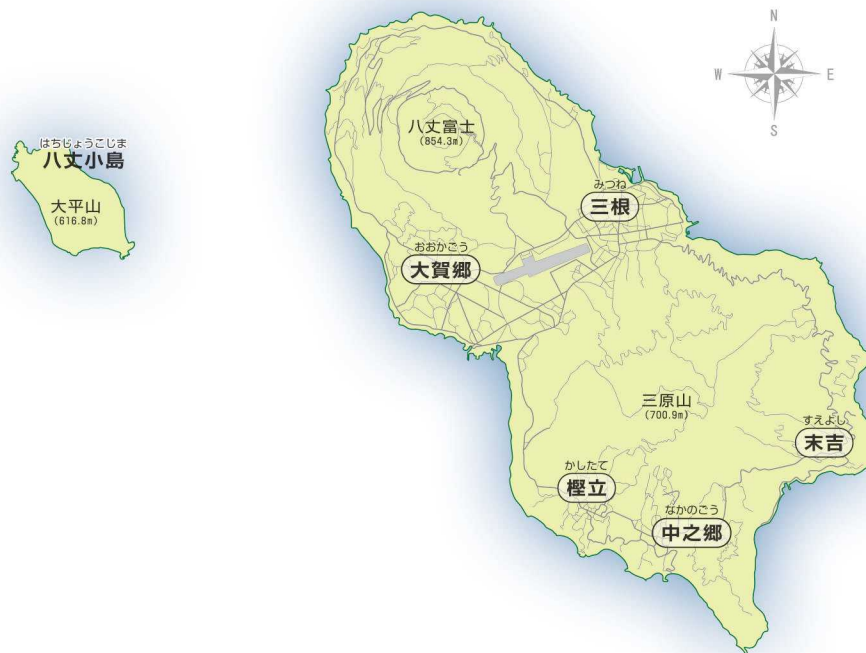 N
W
E
S
はちじょうこじま
八丈小島
大平山
(616.8m)
八丈富士
(854.3m)
みつね
三根
おおかごう
大賀郷
三原山
(700.9m)
すえよし
末吉
かしたて
樫立
なかのごう
中之郷